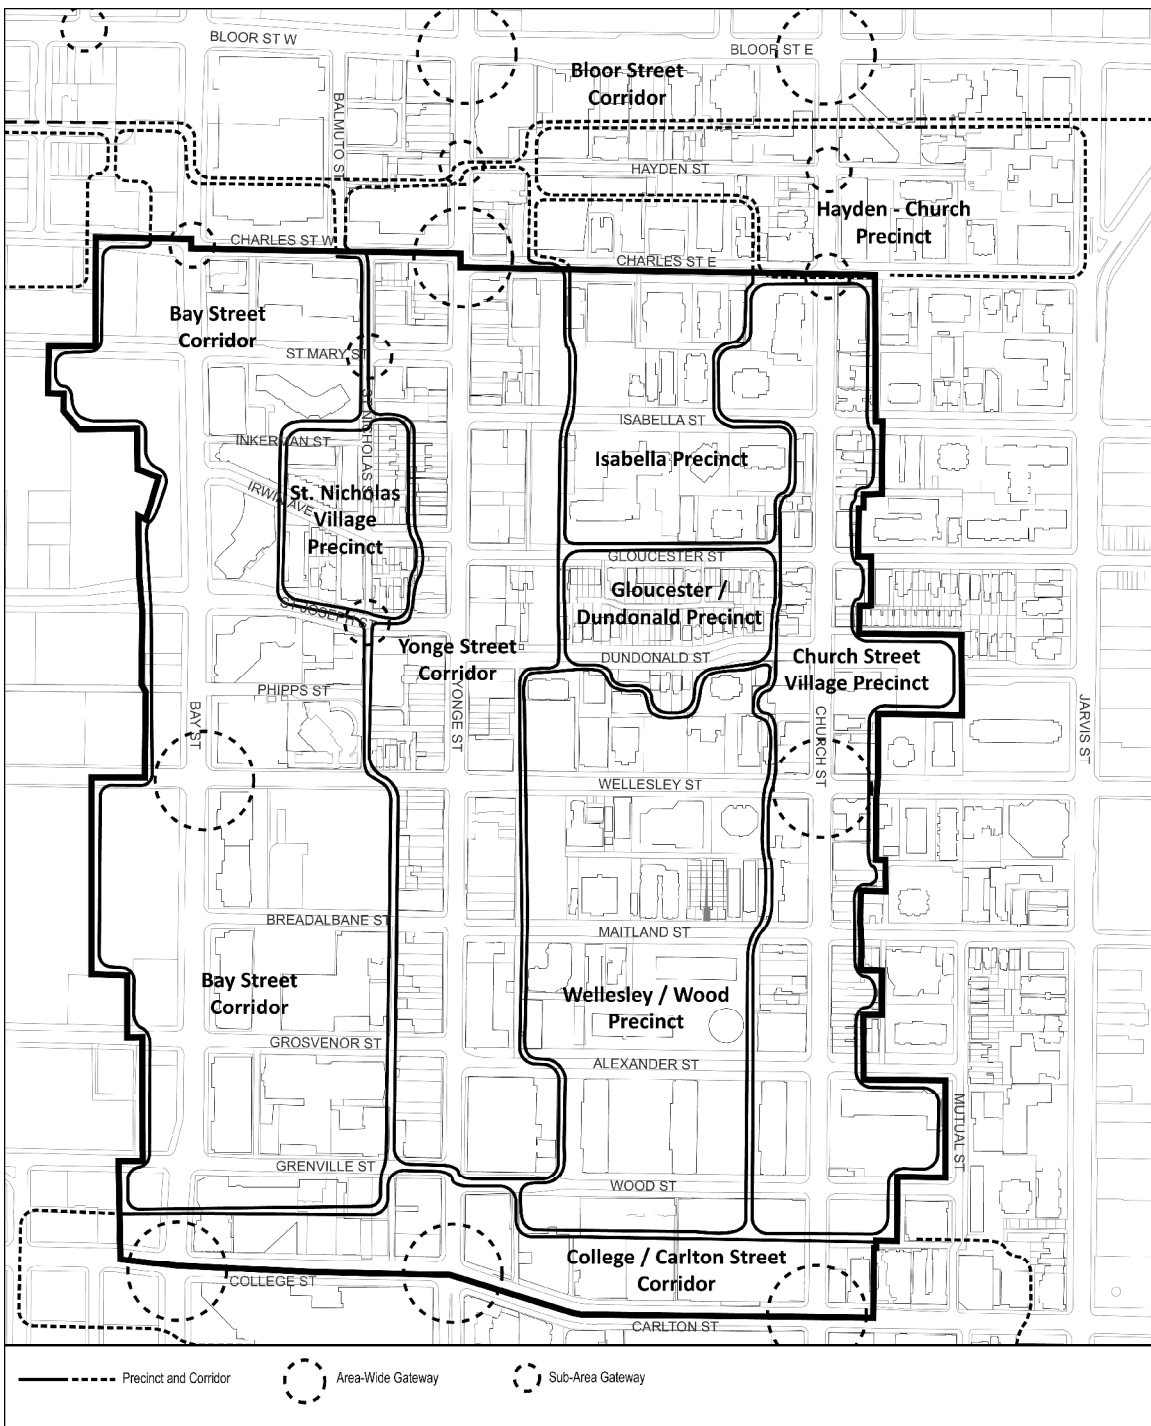 BLOOR ST W
BLOOR ST E
Bloor Street
Corridor
BALMUTO ST
HAYDEN ST
Hayden - Church
Precinct
CHARLES ST W
CHARLES ST E
Bay Street
Corridor
ST MARY ST
ISABELLA ST
ST NICHOLAS ST
INKERMAN ST
Isabella Precinct
IRWIN AVE
St. Nicholas
Village
Precinct
GLOUCESTER ST
Gloucester /
Dundonald Precinct
ST JOSEPH ST
Yonge Street
Corridor
DUNDONALD ST
Church Street
Village Precinct
PHIPPS ST
BAY ST
YONGE ST
CHURCH ST
JARVIS ST
WELLESLEY ST
BREADALBANE ST
MAITLAND ST
Bay Street
Corridor
Wellesley / Wood
Precinct
GROSVENOR ST
ALEXANDER ST
MUTUAL ST
GRENVILLE ST
WOOD ST
College / Carlton Street
Corridor
COLLEGE ST
CARLTON ST
Precinct and Corridor
Area-Wide Gateway
Sub-Area Gateway